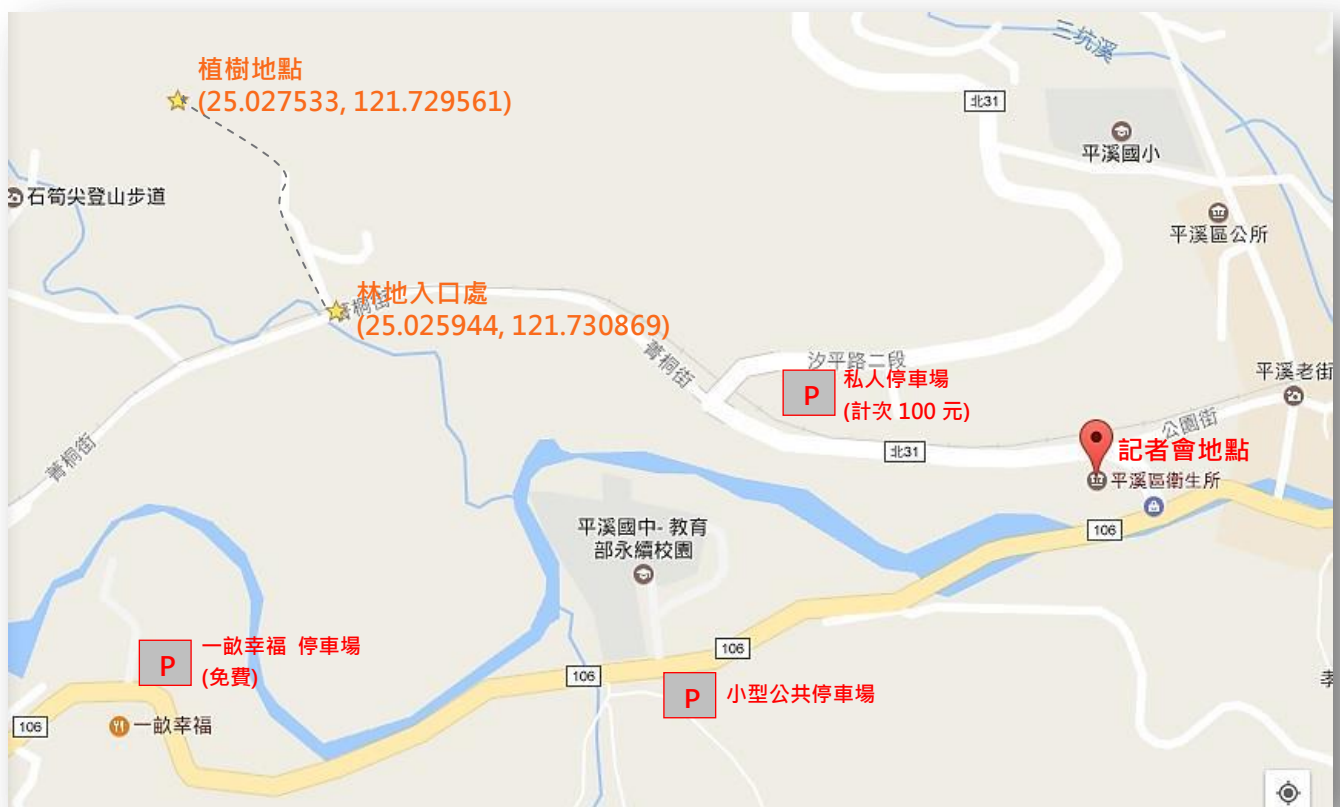 三坑溪
植樹地點
(25.027533, 121.729561)
北31
平溪國小
石筍尖登山步道
平溪區公所
林地入口處
菁桐街
(25.025944, 121.730869)
菁桐街
汐平路二段
P
私人停車場
(計次 100 元)
平溪老街
公園街
菁桐街
北31
記者會地點
平溪區衛生所
平溪國中- 教育
部永續校園
106
P
一畝幸福 停車場
(免費)
106
106
P
小型公共停車場
孝
106
一畝幸福